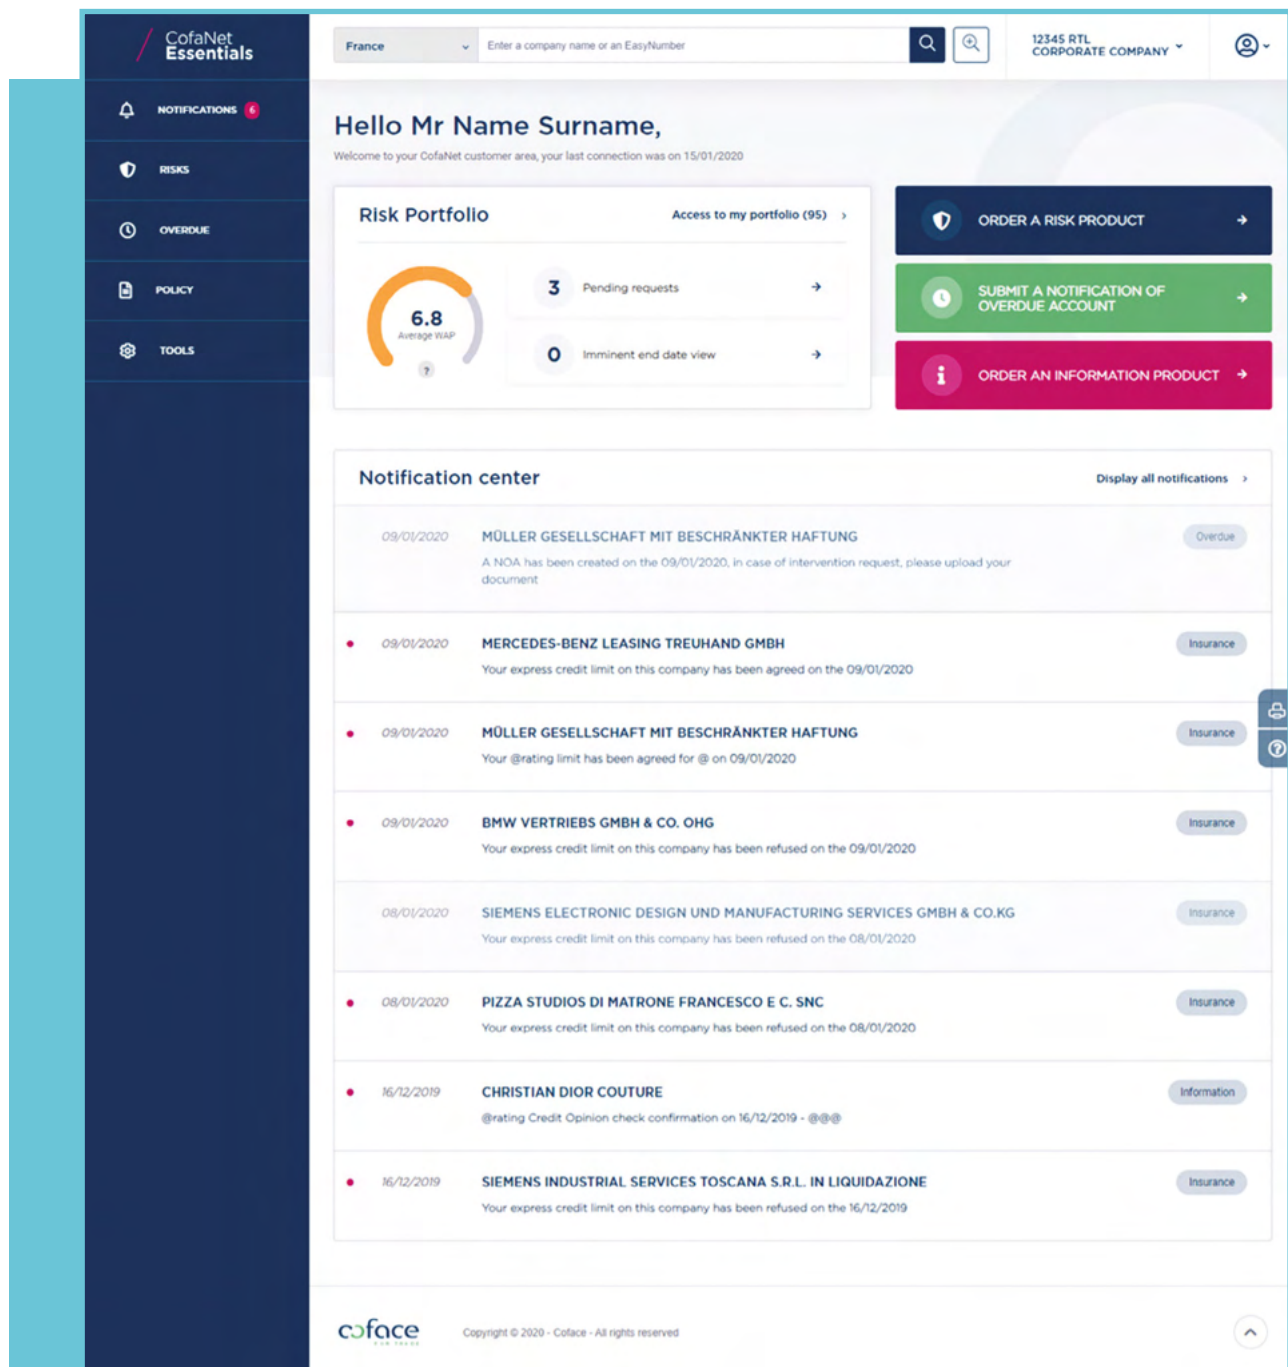 CofaNet
Essentials
France
Enter a company name or an EasyNumber
12345 RTL
CORPORATE COMPANY
NOTIFICATIONS 6
RISKS
OVERDUE
POLICY
TOOLS
Hello Mr Name Surname,
Welcome to your CofaNet customer area, your last connection was on 15/01/2020
Risk Portfolio
Access to my portfolio (95) >
6.8
Average WAP
?
3 Pending requests
0 Imminent end date view
ORDER A RISK PRODUCT
SUBMIT A NOTIFICATION OF
OVERDUE ACCOUNT
ORDER AN INFORMATION PRODUCT
Notification center
Display all notifications >
09/01/2020 MÜLLER GESELLSCHAFT MIT BESCHRÄNKTER HAFTUNG Overdue
A NOA has been created on the 09/01/2020, in case of intervention request, please upload your
document
09/01/2020 MERCEDES-BENZ LEASING TREUHAND GMBH Insurance
Your express credit limit on this company has been agreed on the 09/01/2020
09/01/2020 MÜLLER GESELLSCHAFT MIT BESCHRÄNKTER HAFTUNG Insurance
Your @rating limit has been agreed for @ on 09/01/2020
09/01/2020 BMW VERTRIEBS GMBH & CO. OHG Insurance
Your express credit limit on this company has been refused on the 09/01/2020
08/01/2020 SIEMENS ELECTRONIC DESIGN UND MANUFACTURING SERVICES GMBH & CO.KG Insurance
Your express credit limit on this company has been refused on the 08/01/2020
08/01/2020 PIZZA STUDIOS DI MATRONE FRANCESCO E C. SNC Insurance
Your express credit limit on this company has been refused on the 08/01/2020
16/12/2019 CHRISTIAN DIOR COUTURE Information
@rating Credit Opinion check confirmation on 16/12/2019 - @@@
16/12/2019 SIEMENS INDUSTRIAL SERVICES TOSCANA S.R.L. IN LIQUIDAZIONE Insurance
Your express credit limit on this company has been refused on the 16/12/2019
coface
FOR TRADE
Copyright © 2020 - Coface - All rights reserved